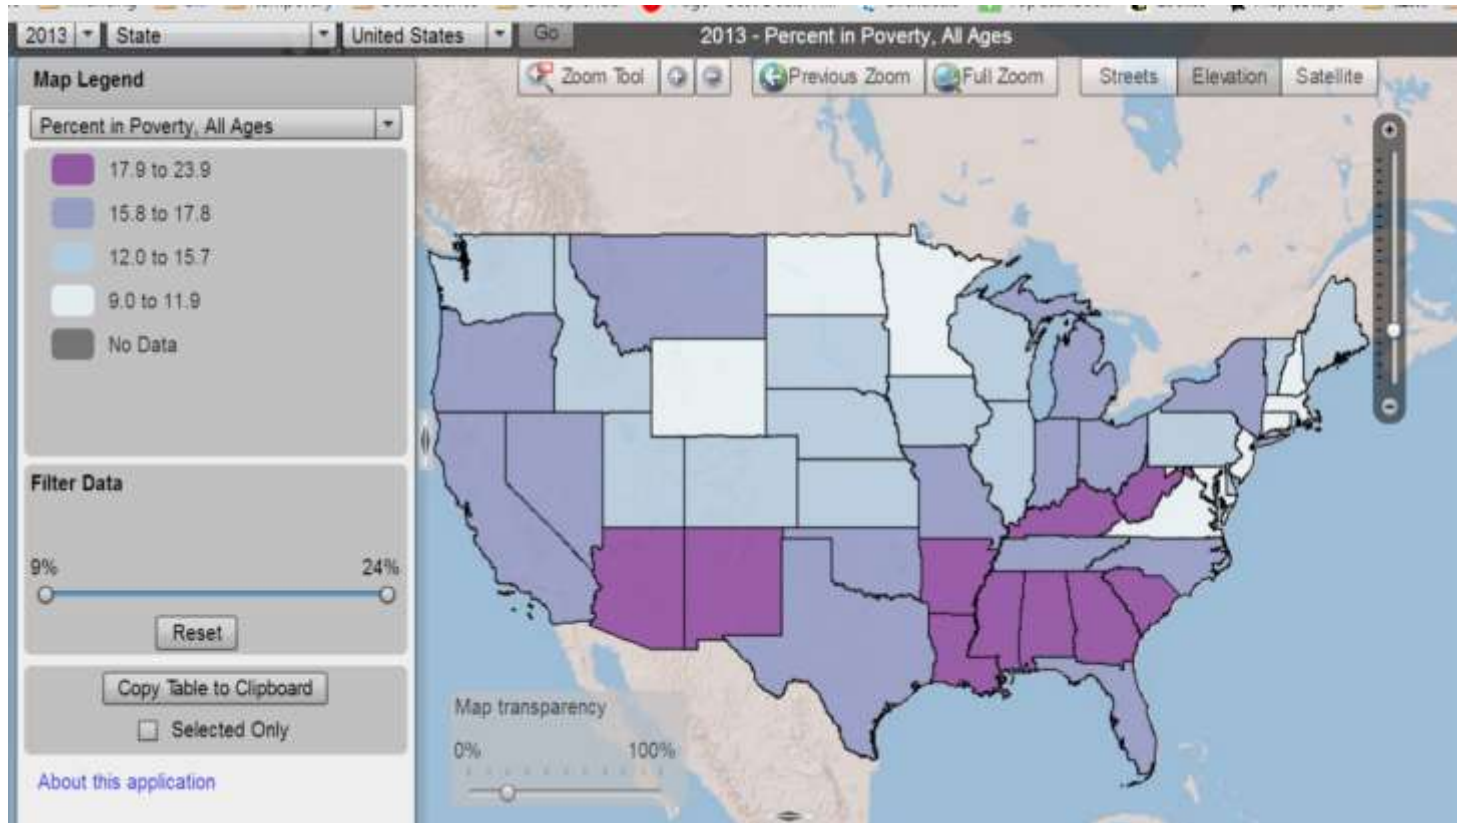 2013 State United States Go 2013 - Percent in Poverty, All Ages
Map Legend
Zoom Tool Previous Zoom Full Zoom Streets Elevation Satellite
Percent in Poverty, All Ages
17.9 to 23.9
15.8 to 17.8
12.0 to 15.7
9.0 to 11.9
No Data
Filter Data
9% 24%
Reset
Copy Table to Clipboard
Selected Only
About this application
Map transparency
0% 100%